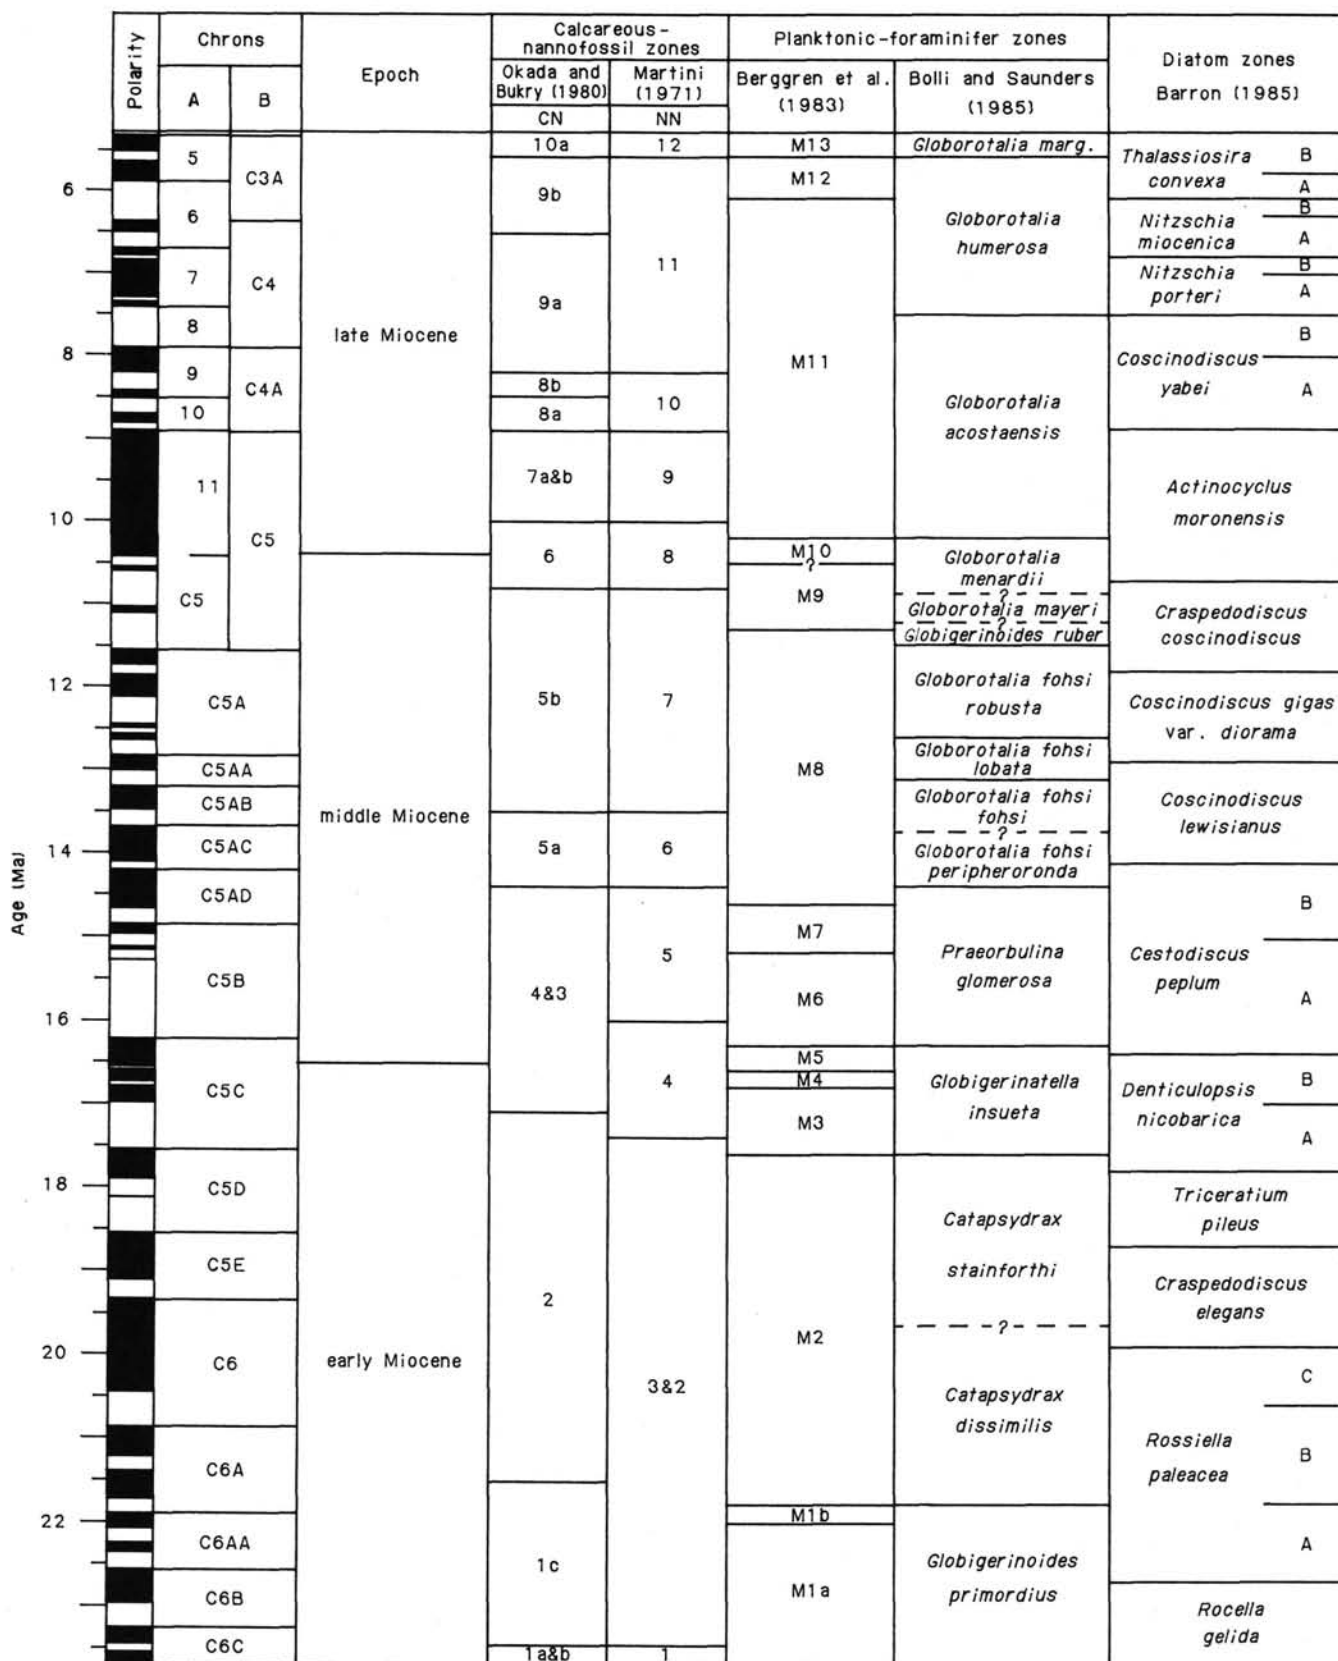 Polarity
Chrons
A
B
Epoch
Calcareous-
nannofossil zones
Okada and
Bukry (1980)
CN
Martini
(1971)
NN
Planktonic-foraminifer zones
Berggren et al.
(1983)
Bolli and Saunders
(1985)
Diatom zones
Barron (1985)
Age (Ma)
6
8
10
12
14
16
18
20
22
5
6
7
8
9
10
11
C5
C3A
C4
C4A
C5
C5A
C5AA
C5AB
C5AC
C5AD
C5B
C5C
C5D
C5E
C6
C6A
C6AA
C6B
C6C
late Miocene
middle Miocene
early Miocene
10a
9b
9a
8b
8a
7a&b
6
5b
5a
4&3
2
1c
1a&b
12
11
10
9
8
7
6
5
4
3&2
1
M13
M12
M11
M10
?
M9
M8
M7
M6
M5
M4
M3
M2
M1b
M1a
Globorotalia marg.
Globorotalia
humerosa
Globorotalia
acostaensis
Globorotalia
menardii
?
Globorotalia mayeri
?
Globigerinoides ruber
Globorotalia fohsi
robusta
Globorotalia fohsi
lobata
Globorotalia fohsi
fohsi
?
Globorotalia fohsi
peripheroronda
Praeorbulina
glomerosa
Globigerinatella
insueta
Catapsydrax
stainforthi
?
Catapsydrax
dissimilis
Globigerinoides
primordius
Thalassiosira
convexa
B
A
Nitzschia
miocenica
B
A
Nitzschia
porteri
B
A
Coscinodiscus
yabei
B
A
Actinocyclus
moronensis
Craspedodiscus
coscinodiscus
Coscinodiscus gigas
var. diorama
Coscinodiscus
lewisianus
Cestodiscus
peplum
B
A
Denticulopsis
nicobarica
B
A
Triceratium
pileus
Craspedodiscus
elegans
Rossiella
paleacea
C
B
A
Rocella
gelida